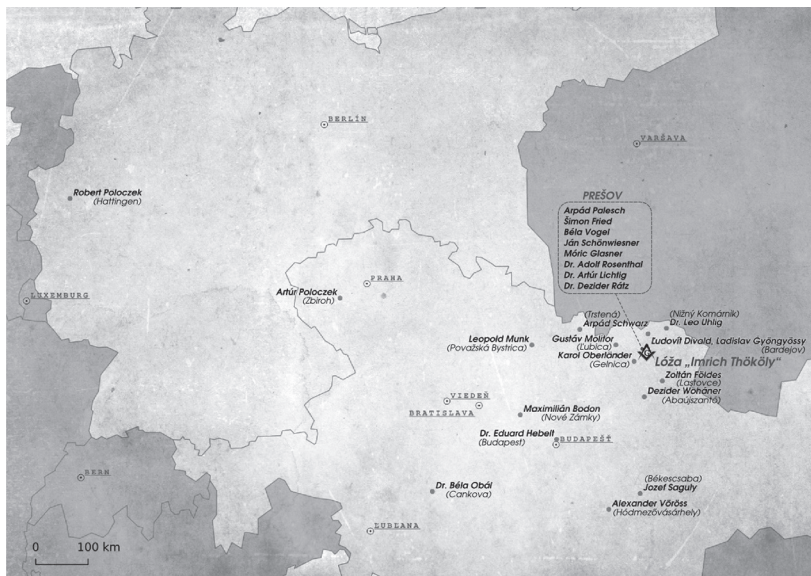 BERLÍN
VARŠAVA
Robert Poloczek
(Hattingen)
PREŠOV
Arpád Palesch
Šimon Fried
Béla Vogel
Ján Schönwiesner
Móric Glasner
Dr. Adolf Rosenthal
Dr. Artúr Lichtig
Dr. Dezider Rátz
PRAHA
Artúr Poloczek
(Zbiroh)
LUXEMBURG
(Trstená)
Arpád Schwarz
(Nižný Komárnik)
Dr. Leo Uhlig
Leopold Munk
(Považská Bystrica)
Gustáv Molitor
(Ľubica)
Ľudovít Divald, Ladislav Gyöngyössy
(Bardejov)
Karol Oberländer
(Gelnica)
Lóža „Imrich Thököly“
Zoltán Földes
(Lastovce)
Dezider Wohaner
(Abaújszantó)
VIEDEŇ
BRATISLAVA
Maximilián Bodon
(Nové Zámky)
Dr. Eduard Hebelt
(Budapest)
BUDAPEŠŤ
BERN
Dr. Béla Obál
(Cankova)
(Békescsaba)
Jozef Saguly
Alexander Vöröss
(Hódmezővásárhely)
ĽUBĽANA
0 100 km